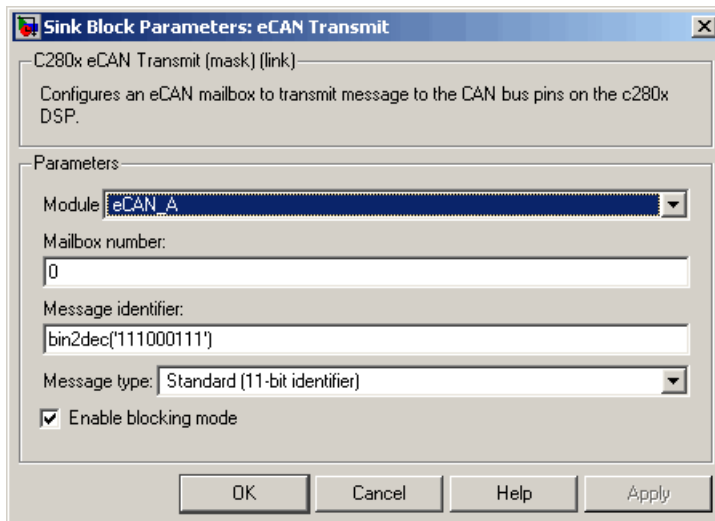 Sink Block Parameters: eCAN Transmit
C280x eCAN Transmit (mask) (link)
Configures an eCAN mailbox to transmit message to the CAN bus pins on the c280x
DSP.
Parameters
Module eCAN_A
Mailbox number:
0
Message identifier:
bin2dec('111000111')
Message type: Standard (11-bit identifier)
Enable blocking mode
OK Cancel Help Apply